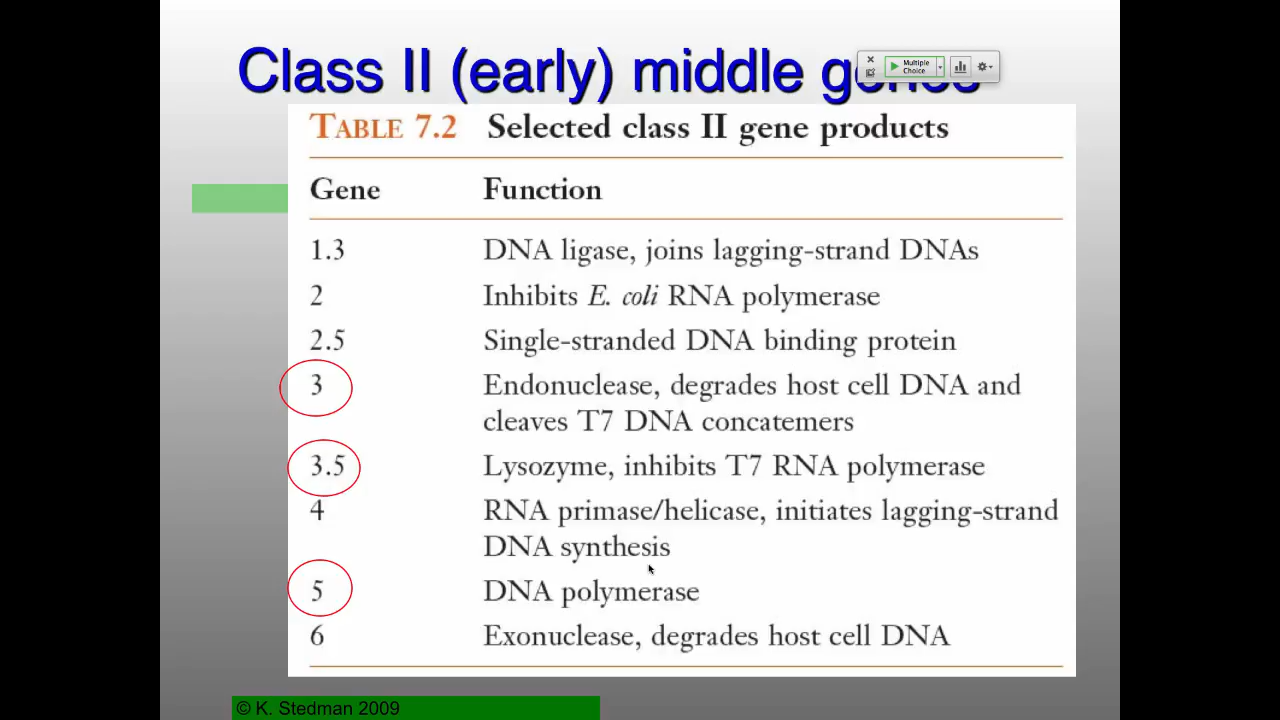 Class II (early) middle genes
Multiple
Choice
TABLE 7.2 Selected class II gene products
Gene Function
1.3 DNA ligase, joins lagging-strand DNAs
2 Inhibits E. coli RNA polymerase
2.5 Single-stranded DNA binding protein
3 Endonuclease, degrades host cell DNA and
cleaves T7 DNA concatemers
3.5 Lysozyme, inhibits T7 RNA polymerase
4 RNA primase/helicase, initiates lagging-strand
DNA synthesis
5 DNA polymerase
6 Exonuclease, degrades host cell DNA
© K. Stedman 2009